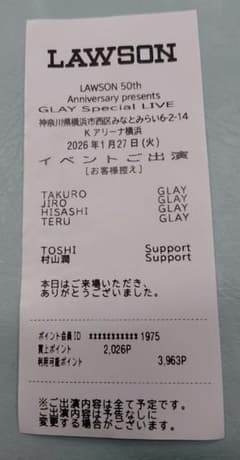 LAWSON
LAWSON 50th
Anniversary presents
GLAY Special LIVE
神奈川県横浜市西区みなとみらい6-2-14
Kアリーナ横浜
2026年1月27日(火)
イベントご出演
[お客様控え]
TAKURO GLAY
JIRO GLAY
HISASHI GLAY
TERU GLAY
TOSHI Support
村山潤 Support
本日はご来場いただき、
ありがとうございました。
ポイント会員ID ***********1975
買上ポイント 2,026P
利用可能ポイント 3,963P
※ご出演内容は全て予定です。
※ご出演内容は予告なしに
変更する場合がございます。